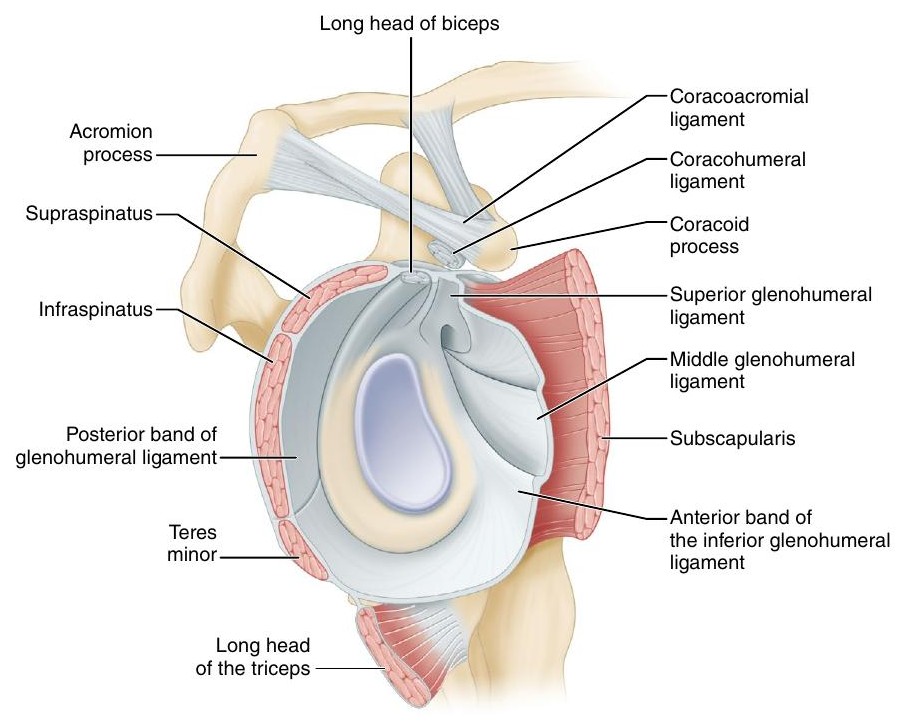 Long head of biceps
Acromion
process
Supraspinatus
Infraspinatus
Posterior band of
glenohumeral ligament
Teres
minor
Long head
of the triceps
Coracoacromial
ligament
Coracohumeral
ligament
Coracoid
process
Superior glenohumeral
ligament
Middle glenohumeral
ligament
Subscapularis
Anterior band of
the inferior glenohumeral
ligament